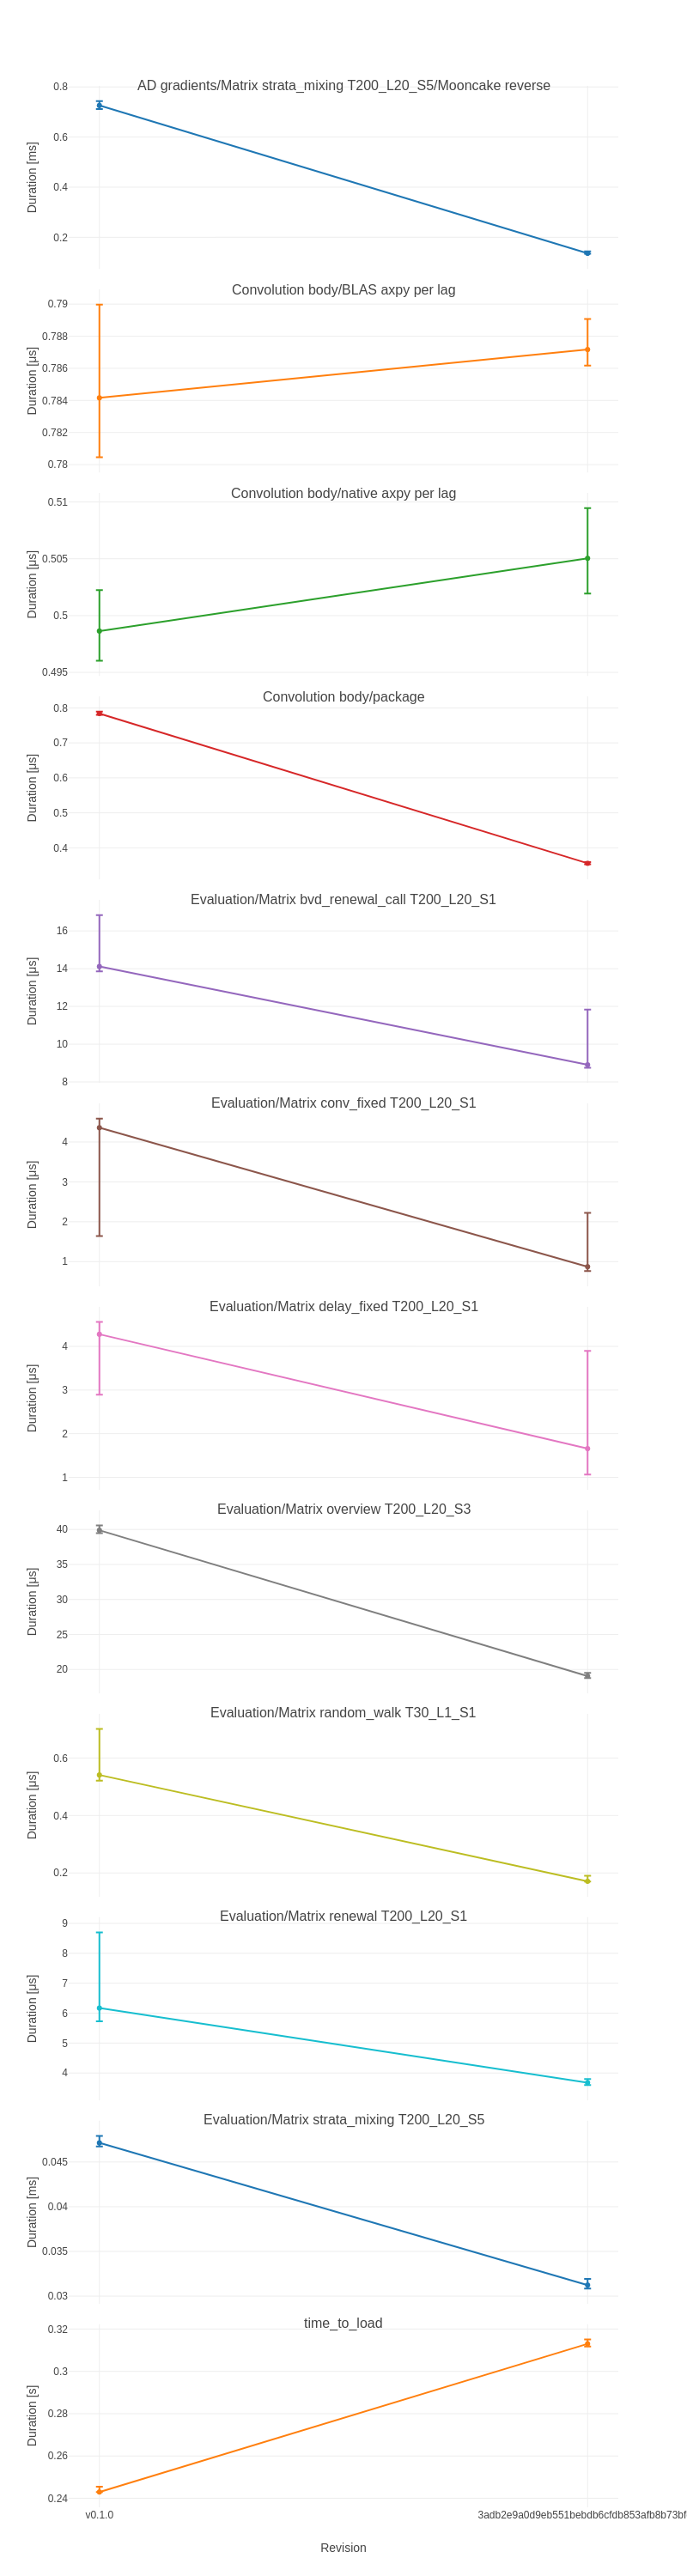 AD gradients/Matrix strata_mixing T200_L20_S5/Mooncake reverse
Duration [ms]
0.8
0.6
0.4
0.2
Convolution body/BLAS axpy per lag
Duration [μs]
0.79
0.788
0.786
0.784
0.782
0.78
Convolution body/native axpy per lag
Duration [μs]
0.51
0.505
0.5
0.495
Convolution body/package
Duration [μs]
0.8
0.7
0.6
0.5
0.4
Evaluation/Matrix bvd_renewal_call T200_L20_S1
Duration [μs]
16
14
12
10
8
Evaluation/Matrix conv_fixed T200_L20_S1
Duration [μs]
4
3
2
1
Evaluation/Matrix delay_fixed T200_L20_S1
Duration [μs]
4
3
2
1
Evaluation/Matrix overview T200_L20_S3
Duration [μs]
40
35
30
25
20
Evaluation/Matrix random_walk T30_L1_S1
Duration [μs]
0.6
0.4
0.2
Evaluation/Matrix renewal T200_L20_S1
Duration [μs]
9
8
7
6
5
4
Evaluation/Matrix strata_mixing T200_L20_S5
Duration [ms]
0.045
0.04
0.035
0.03
time_to_load
Duration [s]
0.32
0.3
0.28
0.26
0.24
v0.1.0
3adb2e9a0d9eb551bebdb6cfdb853afb8b73bf
Revision